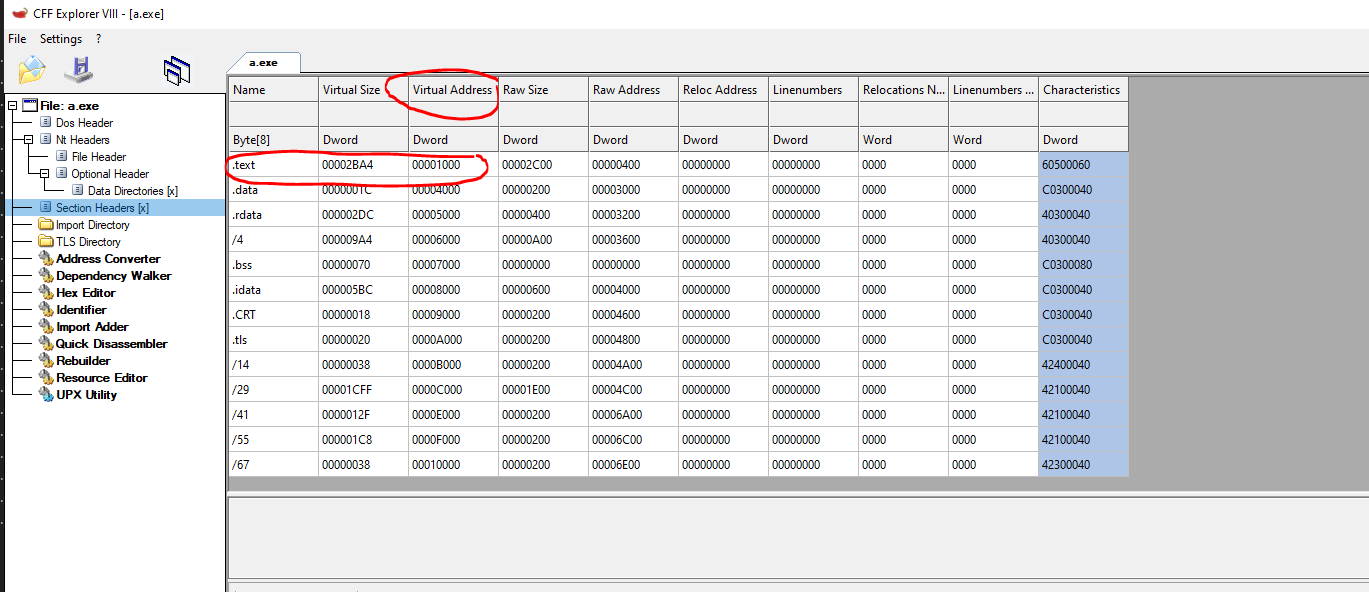 CFF Explorer VIII - [a.exe]
File Settings ?
a.exe
File: a.exe
Dos Header
Nt Headers
File Header
Optional Header
Data Directories [x]
Section Headers [x]
Import Directory
TLS Directory
Address Converter
Dependency Walker
Hex Editor
Identifier
Import Adder
Quick Disassembler
Rebuilder
Resource Editor
UPX Utility
Name Virtual Size Virtual Address Raw Size Raw Address Reloc Address Linenumbers Relocations N... Linenumbers ... Characteristics
Byte[8] Dword Dword Dword Dword Dword Dword Word Word Dword
.text 00002BA4 00001000 00002C00 00000400 00000000 00000000 0000 0000 60500060
.data 0000001C 00004000 00000200 00003000 00000000 00000000 0000 0000 C0300040
.rdata 000002DC 00005000 00000400 00003200 00000000 00000000 0000 0000 40300040
/4 000009A4 00006000 00000A00 00003600 00000000 00000000 0000 0000 40300040
.bss 00000070 00007000 00000000 00000000 00000000 00000000 0000 0000 C0300080
.idata 000005BC 00008000 00000600 00004000 00000000 00000000 0000 0000 C0300040
.CRT 00000018 00009000 00000200 00004600 00000000 00000000 0000 0000 C0300040
.tls 00000020 0000A000 00000200 00004800 00000000 00000000 0000 0000 C0300040
/14 00000038 0000B000 00000200 00004A00 00000000 00000000 0000 0000 42400040
/29 00001CFF 0000C000 00001E00 00004C00 00000000 00000000 0000 0000 42100040
/41 0000012F 0000E000 00000200 00006A00 00000000 00000000 0000 0000 42100040
/55 000001C8 0000F000 00000200 00006C00 00000000 00000000 0000 0000 42100040
/67 00000038 00010000 00000200 00006E00 00000000 00000000 0000 0000 42300040